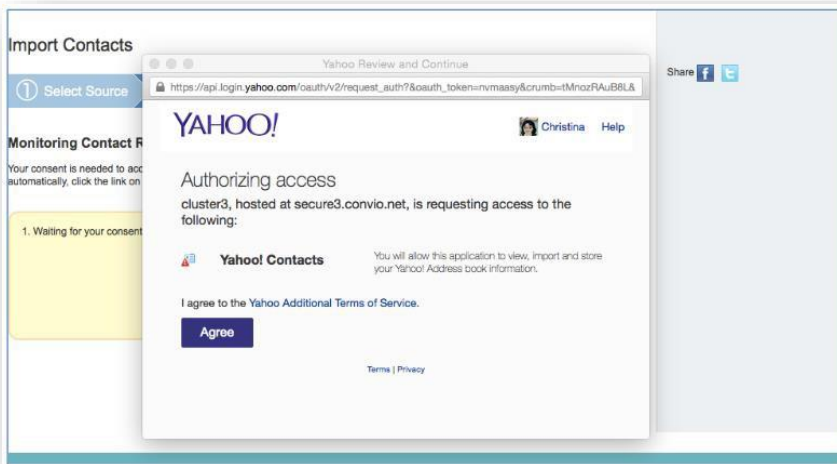 Import Contacts
1 Select Source
Monitoring Contact R
Your consent is needed to acc
automatically, click the link on
1. Waiting for your consent
Yahoo Review and Continue
https://api.login.yahoo.com/oauth/v2/request_auth?&oauth_token=nvmaasy&crumb=tMnozRAuB8L&
YAHOO!
Christina Help
Authorizing access
cluster3, hosted at secure3.convio.net, is requesting access to the
following:
Yahoo! Contacts
You will allow this application to view, import and store
your Yahoo! Address book information.
I agree to the Yahoo Additional Terms of Service.
Agree
Terms | Privacy
Share f t